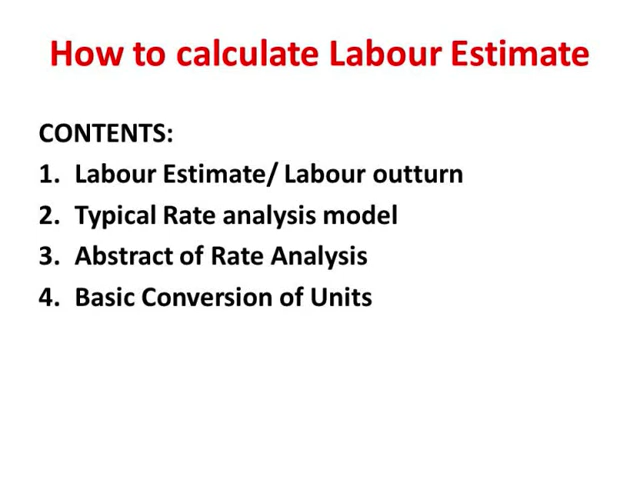 How to calculate Labour Estimate
CONTENTS:
1. Labour Estimate/ Labour outturn
2. Typical Rate analysis model
3. Abstract of Rate Analysis
4. Basic Conversion of Units